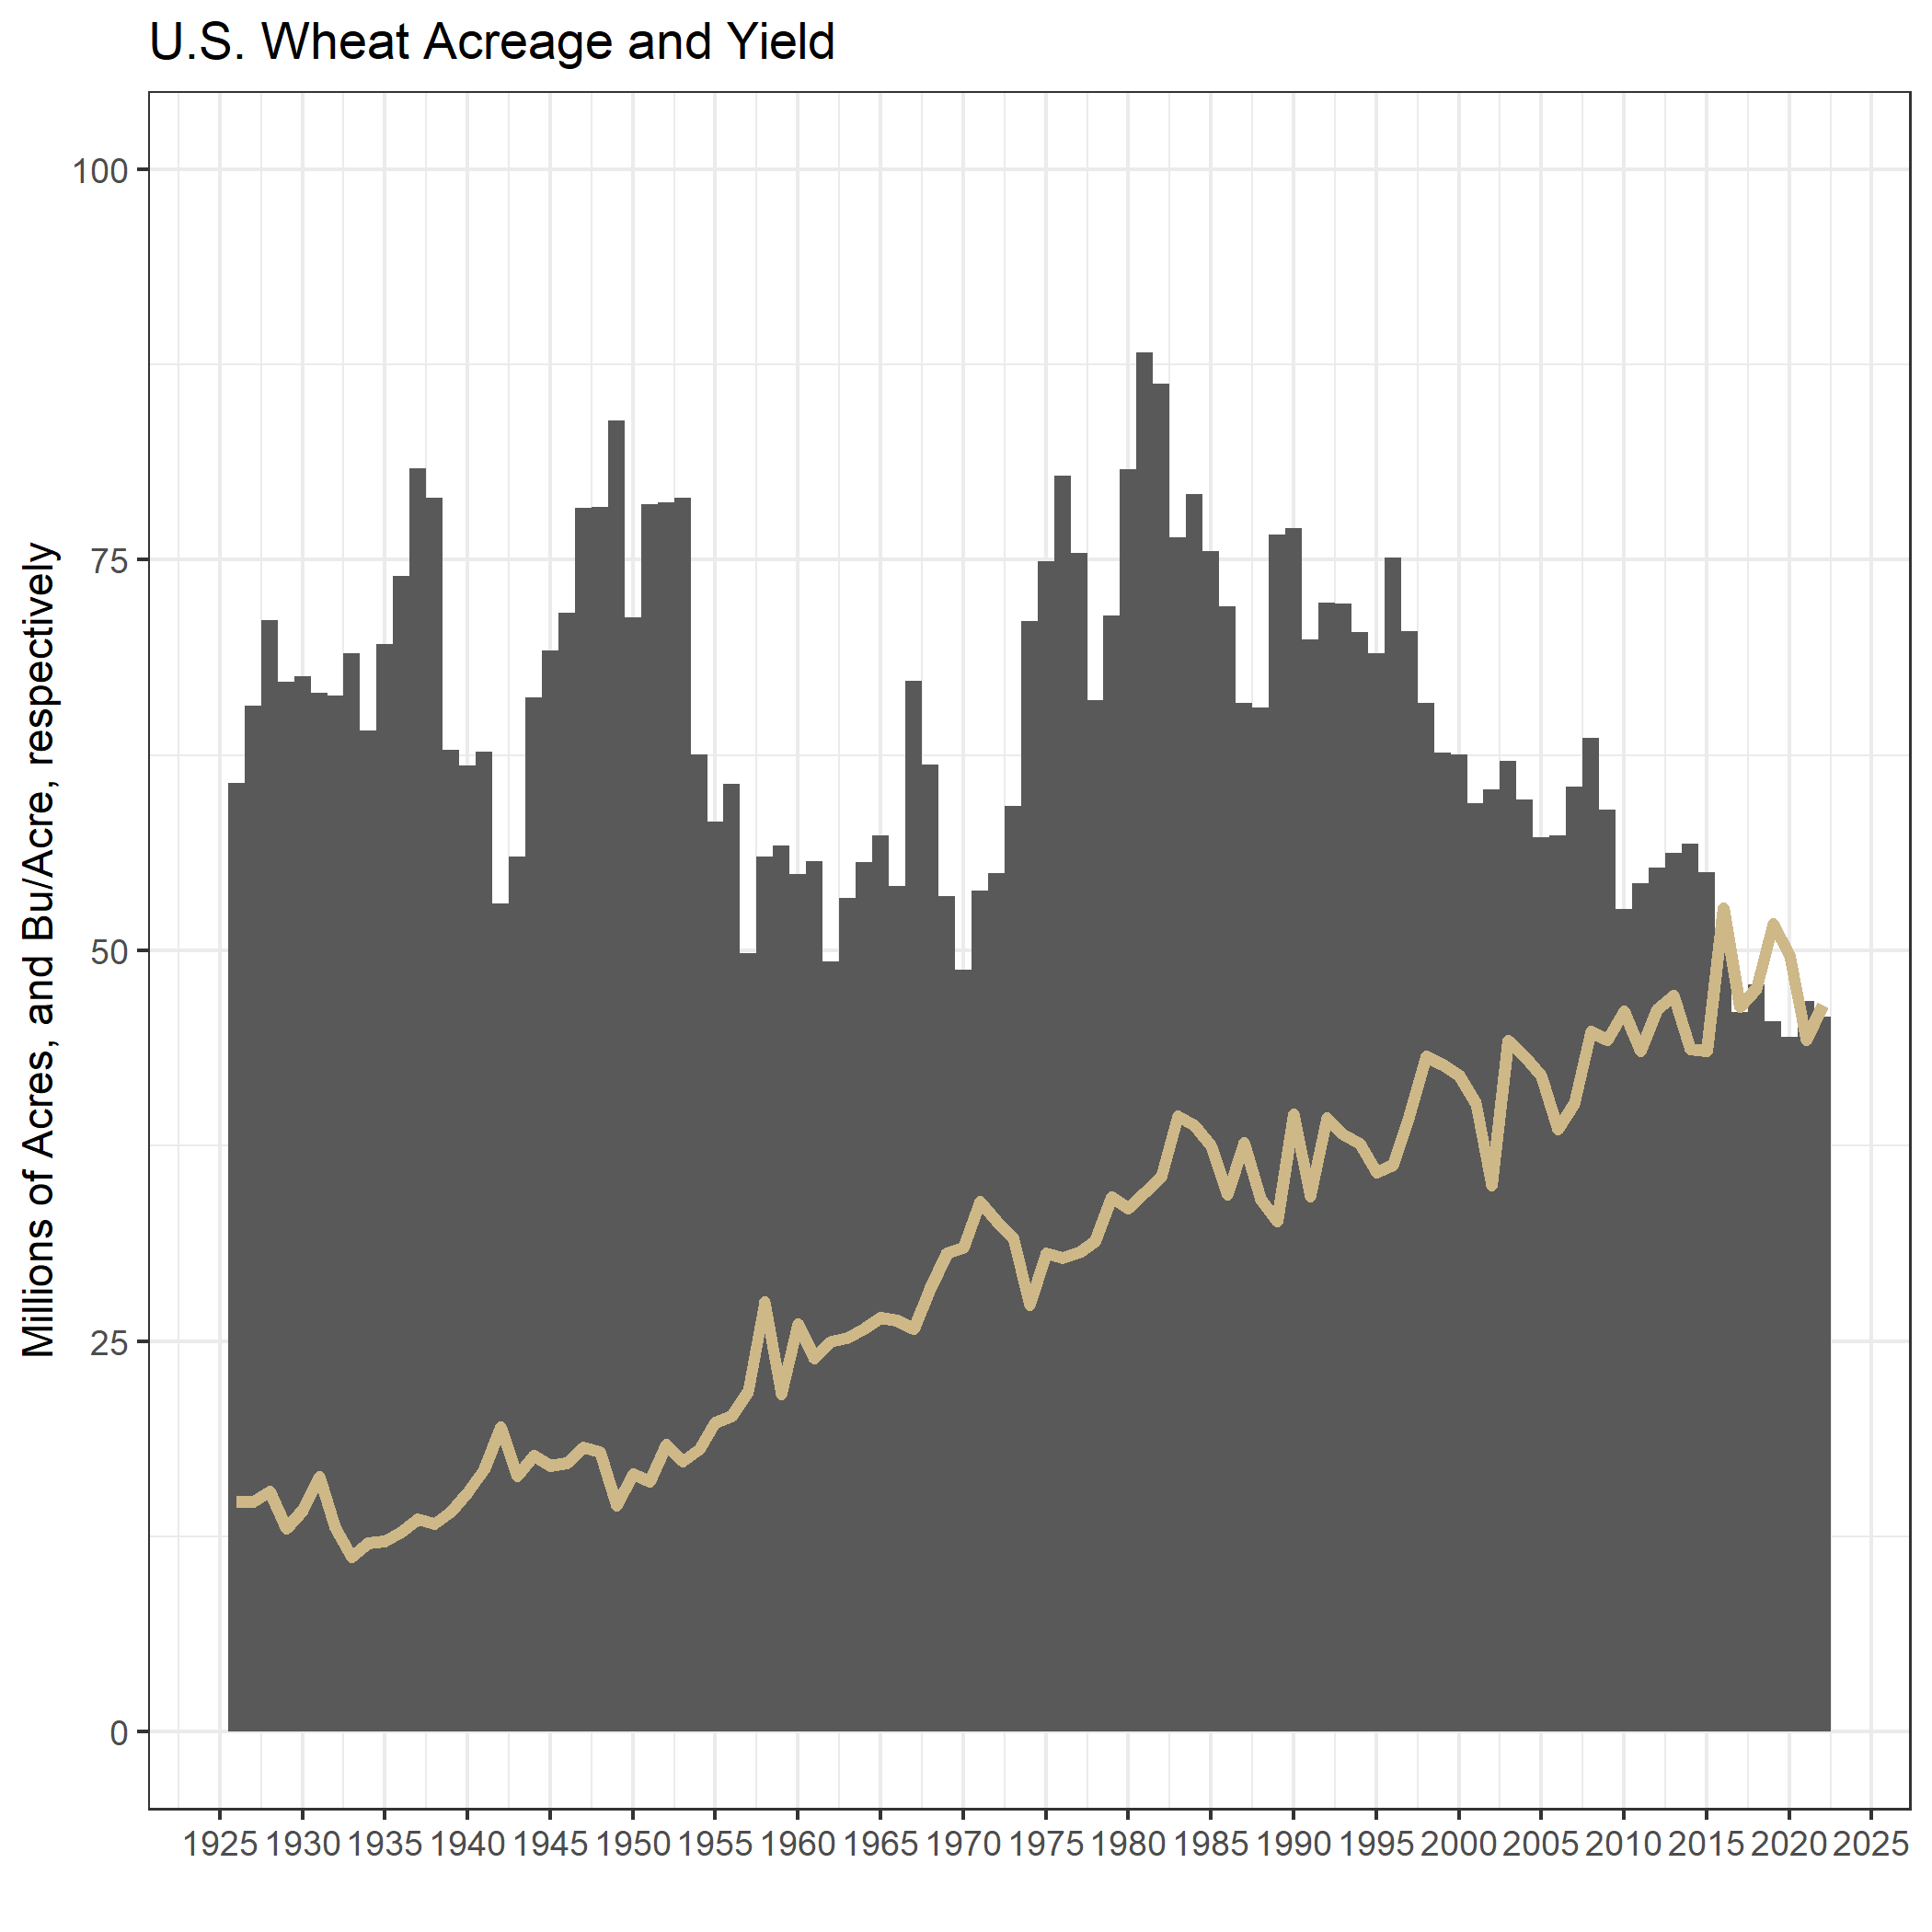 U.S. Wheat Acreage and Yield
Millions of Acres, and Bu/Acre, respectively
100
75
50
25
0
1925 1930 1935 1940 1945 1950 1955 1960 1965 1970 1975 1980 1985 1990 1995 2000 2005 2010 2015 2020 2025